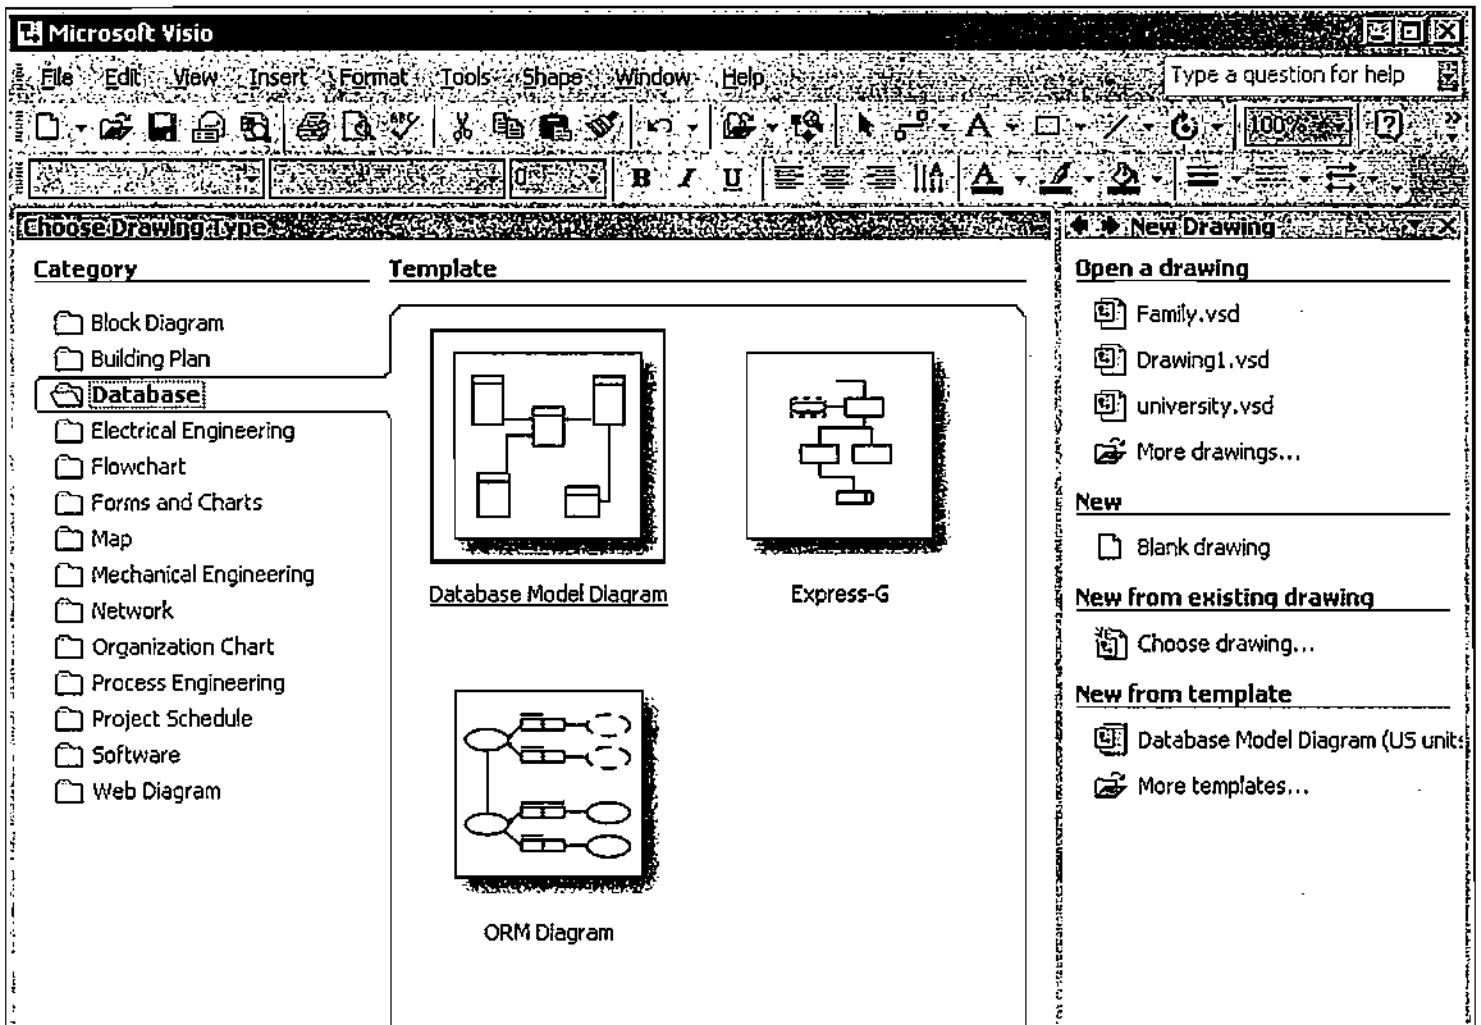 Microsoft Visio
File Edit View Insert Format Tools Shape Window Help
Type a question for help
ABC
A
100%
?
B I U
A
Choose Drawing Type
New Drawing
Category
Template
Block Diagram
Building Plan
Database
Electrical Engineering
Flowchart
Forms and Charts
Map
Mechanical Engineering
Network
Organization Chart
Process Engineering
Project Schedule
Software
Web Diagram
Database Model Diagram
Express-G
ORM Diagram
Open a drawing
Family.vsd
Drawing1.vsd
university.vsd
More drawings...
New
Blank drawing
New from existing drawing
Choose drawing...
New from template
Database Model Diagram (US units
More templates...